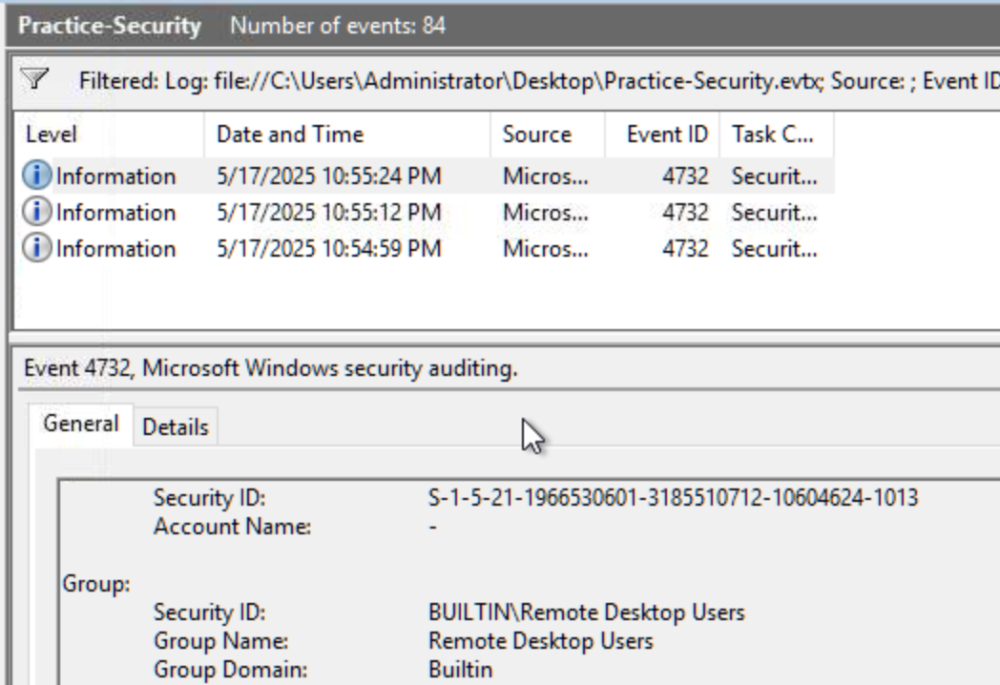 Practice-Security Number of events: 84
Filtered: Log: file://C:\Users\Administrator\Desktop\Practice-Security.evtx; Source: ; Event ID
Level Date and Time Source Event ID Task C...
Information 5/17/2025 10:55:24 PM Micros... 4732 Securit...
Information 5/17/2025 10:55:12 PM Micros... 4732 Securit...
Information 5/17/2025 10:54:59 PM Micros... 4732 Securit...
Event 4732, Microsoft Windows security auditing.
General Details
Security ID: S-1-5-21-1966530601-3185510712-10604624-1013
Account Name: -
Group:
Security ID: BUILTIN\Remote Desktop Users
Group Name: Remote Desktop Users
Group Domain: Builtin